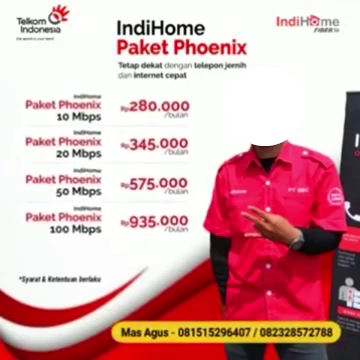 Telkom
Indonesia
IndiHome
FIBER
IndiHome
Paket Phoenix
Tetap dekat dengan telepon jernih
dan internet cepat
IndiHome
Paket Phoenix
10 Mbps
Rp280.000
/bulan
IndiHome
Paket Phoenix
20 Mbps
Rp345.000
/bulan
IndiHome
Paket Phoenix
50 Mbps
Rp575.000
/bulan
IndiHome
Paket Phoenix
100 Mbps
Rp935.000
/bulan
*Syarat & Ketentuan berlaku
Mas Agus - 081515296407 / 082328572788